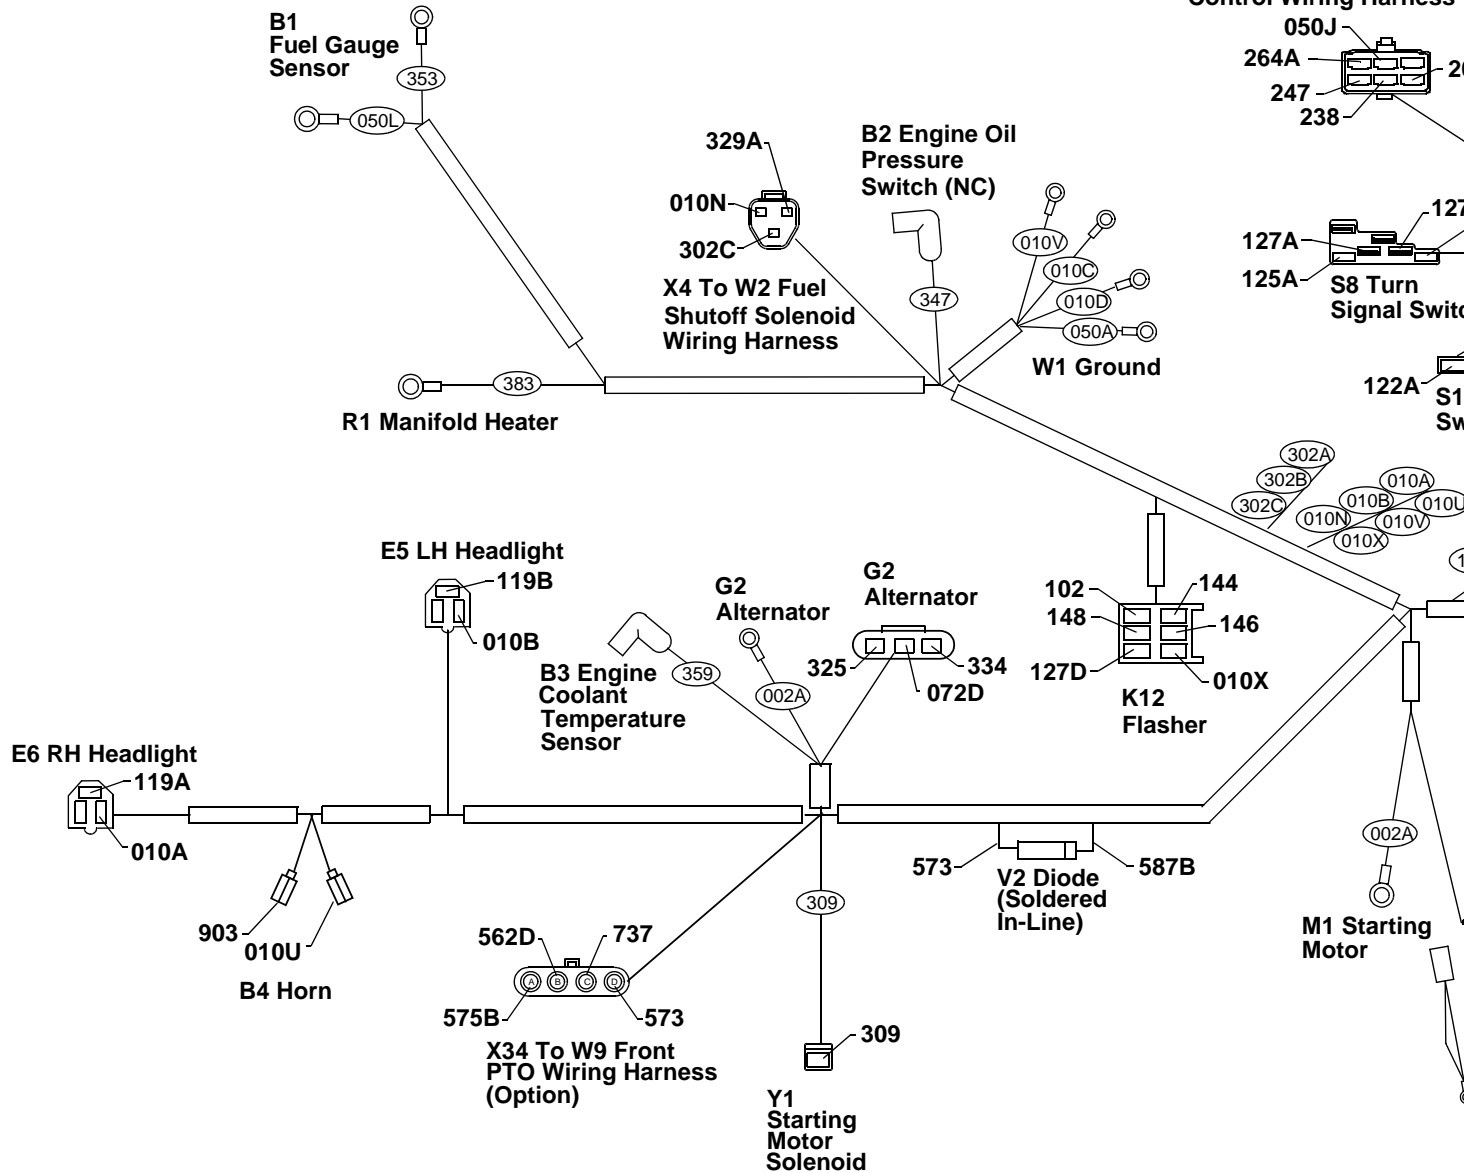 B1
Fuel Gauge
Sensor
353
050L
329A
010N
302C
X4 To W2 Fuel
Shutoff Solenoid
Wiring Harness
B2 Engine Oil
Pressure
Switch (NC)
347
010V
010C
010D
050A
W1 Ground
383
R1 Manifold Heater
Control Wiring Harness
050J
264A
247
238
127A
125A
S8 Turn
122A
302A
302B
302C
010A
010B
010U
010N
010V
010X
E5 LH Headlight
119B
010B
G2
Alternator
G2
Alternator
325
334
072D
B3 Engine
Coolant
Temperature
Sensor
359
002A
102
144
148
146
127D
010X
K12
Flasher
E6 RH Headlight
119A
010A
903
010U
B4 Horn
573
587B
V2 Diode
(Soldered
In-Line)
002A
M1 Starting
Motor
309
562D
737
A B C D
575B
573
X34 To W9 Front
PTO Wiring Harness
(Option)
309
Y1
Starting
Motor
Solenoid